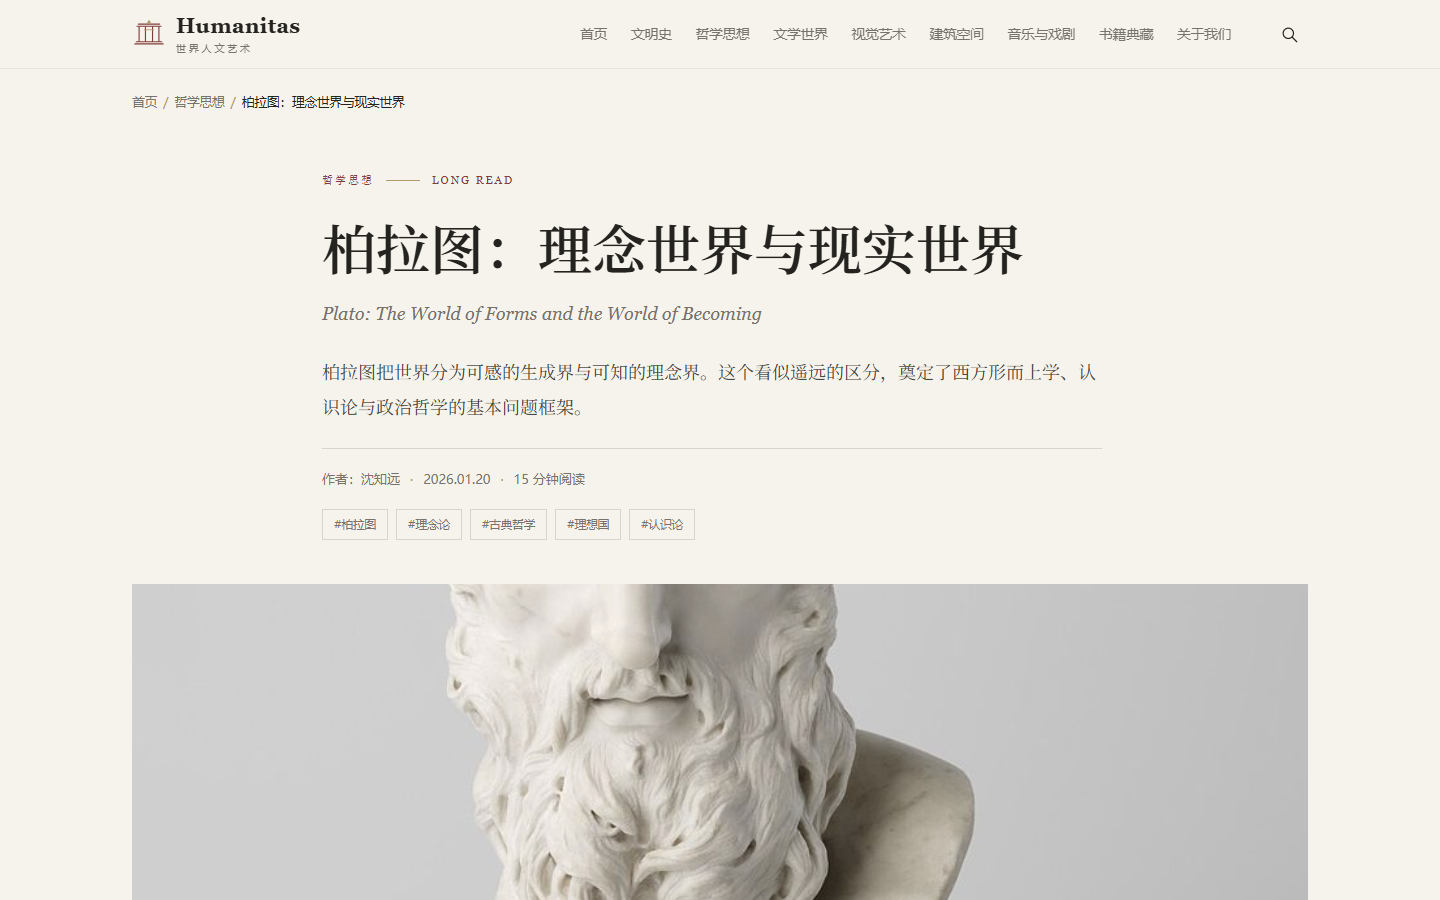 Humanitas
世界人文艺术
首页 文明史 哲学思想 文学世界 视觉艺术 建筑空间 音乐与戏剧 书籍典藏 关于我们
首页 / 哲学思想 / 柏拉图：理念世界与现实世界
哲学思想 LONG READ
柏拉图：理念世界与现实世界
Plato: The World of Forms and the World of Becoming
柏拉图把世界分为可感的生成界与可知的理念界。这个看似遥远的区分，奠定了西方形而上学、认
识论与政治哲学的基本问题框架。
作者：沈知远 · 2026.01.20 · 15 分钟阅读
#柏拉图 #理念论 #古典哲学 #理想国 #认识论